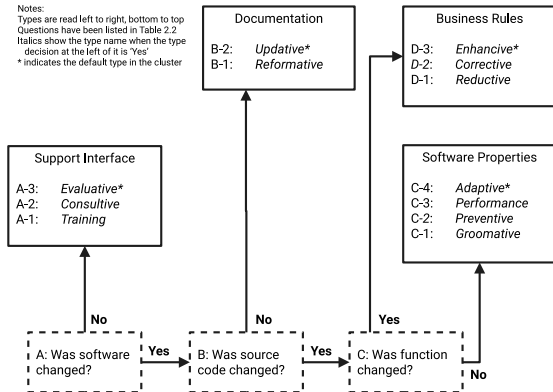 Notes:
Types are read left to right, bottom to top
Questions have been listed in Table 2.2
Italics show the type name when the type
decision at the left of it is ‘Yes’
* indicates the default type in the cluster
Documentation
B-2: Updative*
B-1: Reformative
Business Rules
D-3: Enhancive*
D-2: Corrective
D-1: Reductive
Support Interface
A-3: Evaluative*
A-2: Consultive
A-1: Training
Software Properties
C-4: Adaptive*
C-3: Performance
C-2: Preventive
C-1: Groomative
No
No
Yes
A: Was software
changed?
Yes
B: Was source
code changed?
Yes
C: Was function
changed?
No